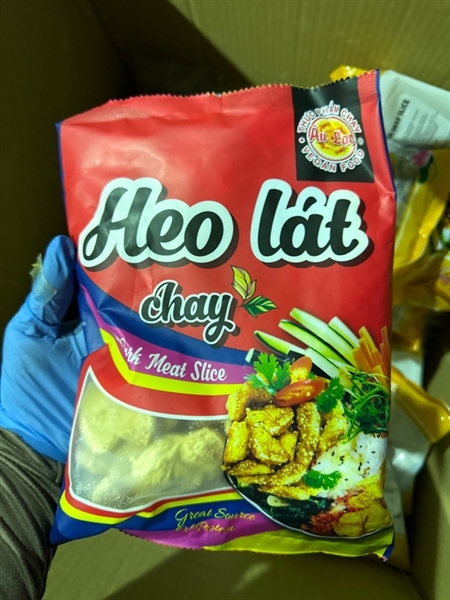 THỰC PHẨM CHAY
Âu Lạc
VEGAN FOOD
Heo lát
chay
Pork Meat Slice
Great Source